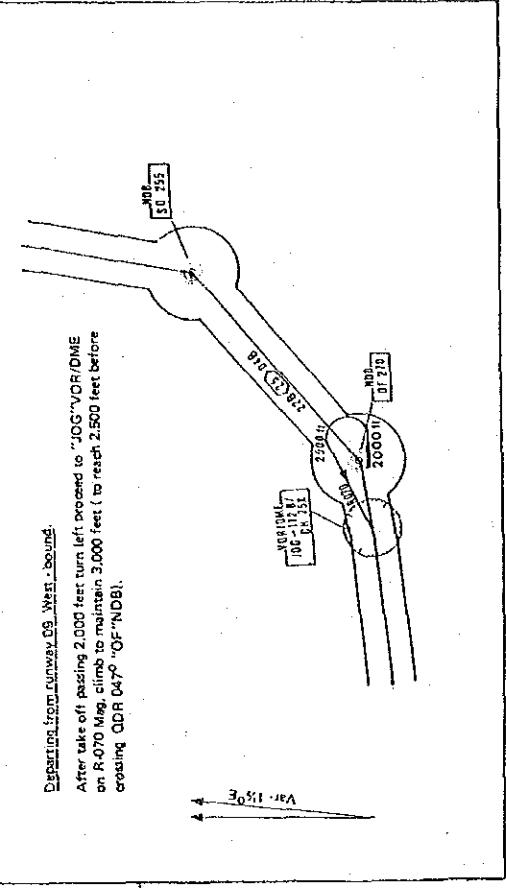 Departing from runway 09 West - bound.
After take off passing 2,000 feet turn left proceed to "JOG" VOR/DME
on R-070 Mag, climb to maintain 3,000 feet ( to reach 2,500 feet before
crossing QDR 047° "OF" NDB).
NDB
SO 255
228 25 048
2500 ft
NDB
OF 270
2000 ft
VOR/DME
JOG - 112.8/
CH 75X
Var - 1½°E